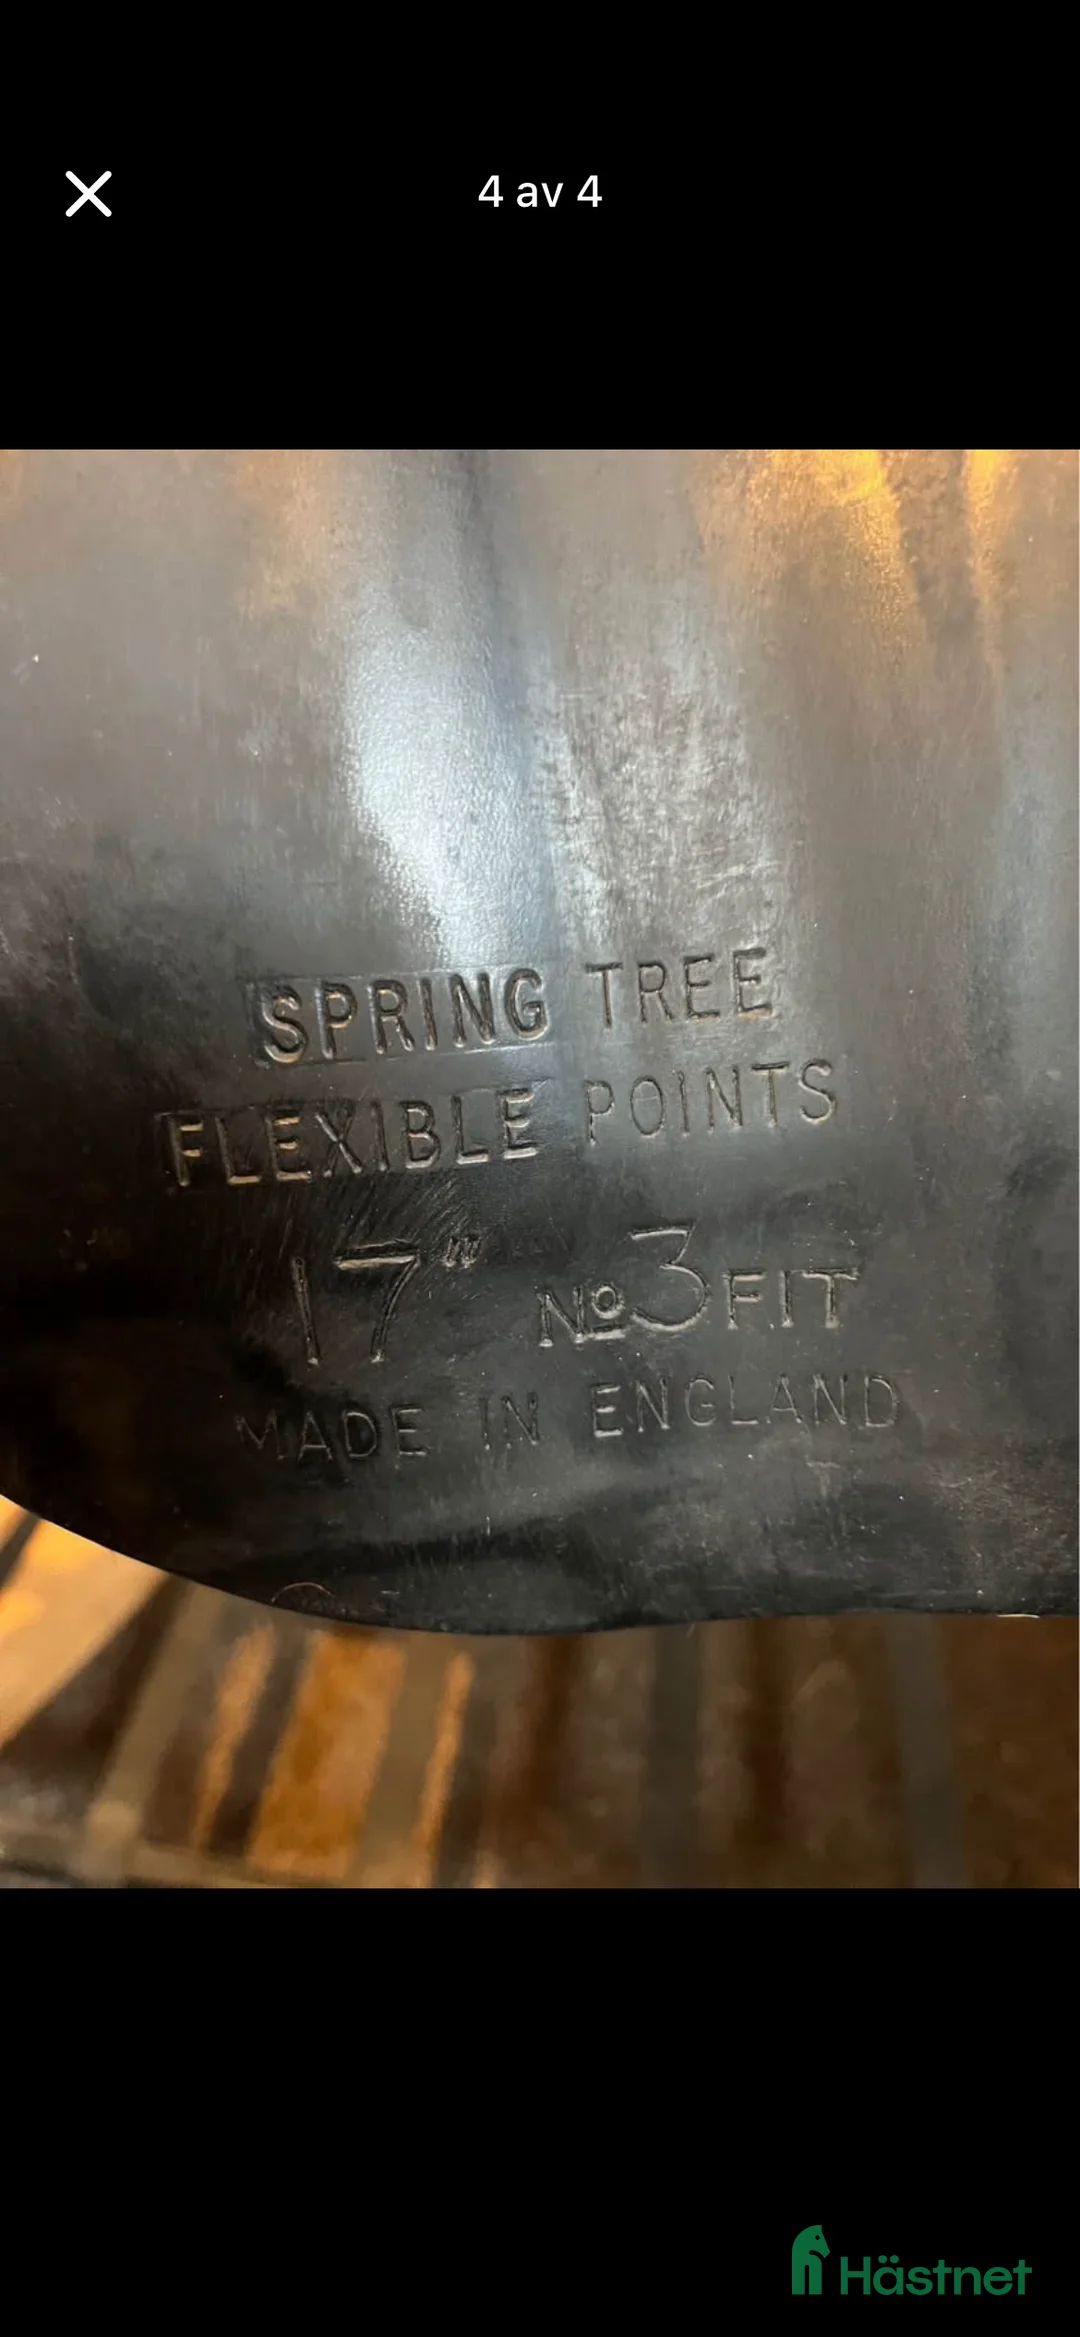 4 av 4
SPRING TREE
FLEXIBLE POINTS
17" No 3 FIT
MADE IN ENGLAND
Hästnet